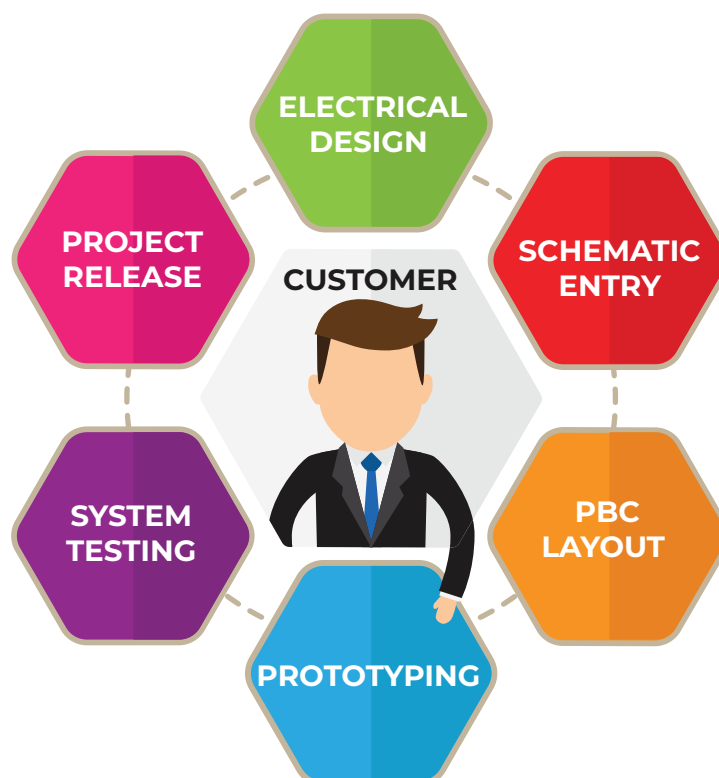 ELECTRICAL
DESIGN
SCHEMATIC
ENTRY
PBC
LAYOUT
PROTOTYPING
SYSTEM
TESTING
PROJECT
RELEASE
CUSTOMER